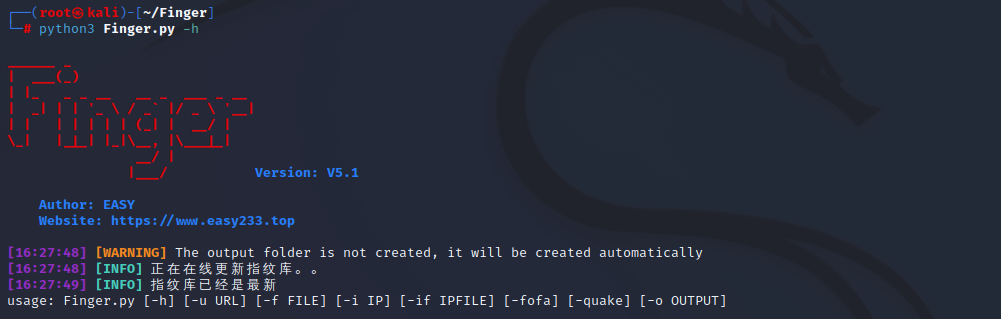 ┌──(root㉿kali)-[~/Finger]
└─# python3 Finger.py -h
Finger
Version: V5.1
Author: EASY
Website: https://www.easy233.top
[16:27:48] [WARNING] The output folder is not created, it will be created automatically
[16:27:48] [INFO] 正在在线更新指纹库。。
[16:27:49] [INFO] 指纹库已经是最新
usage: Finger.py [-h] [-u URL] [-f FILE] [-i IP] [-if IPFILE] [-fofa] [-quake] [-o OUTPUT]